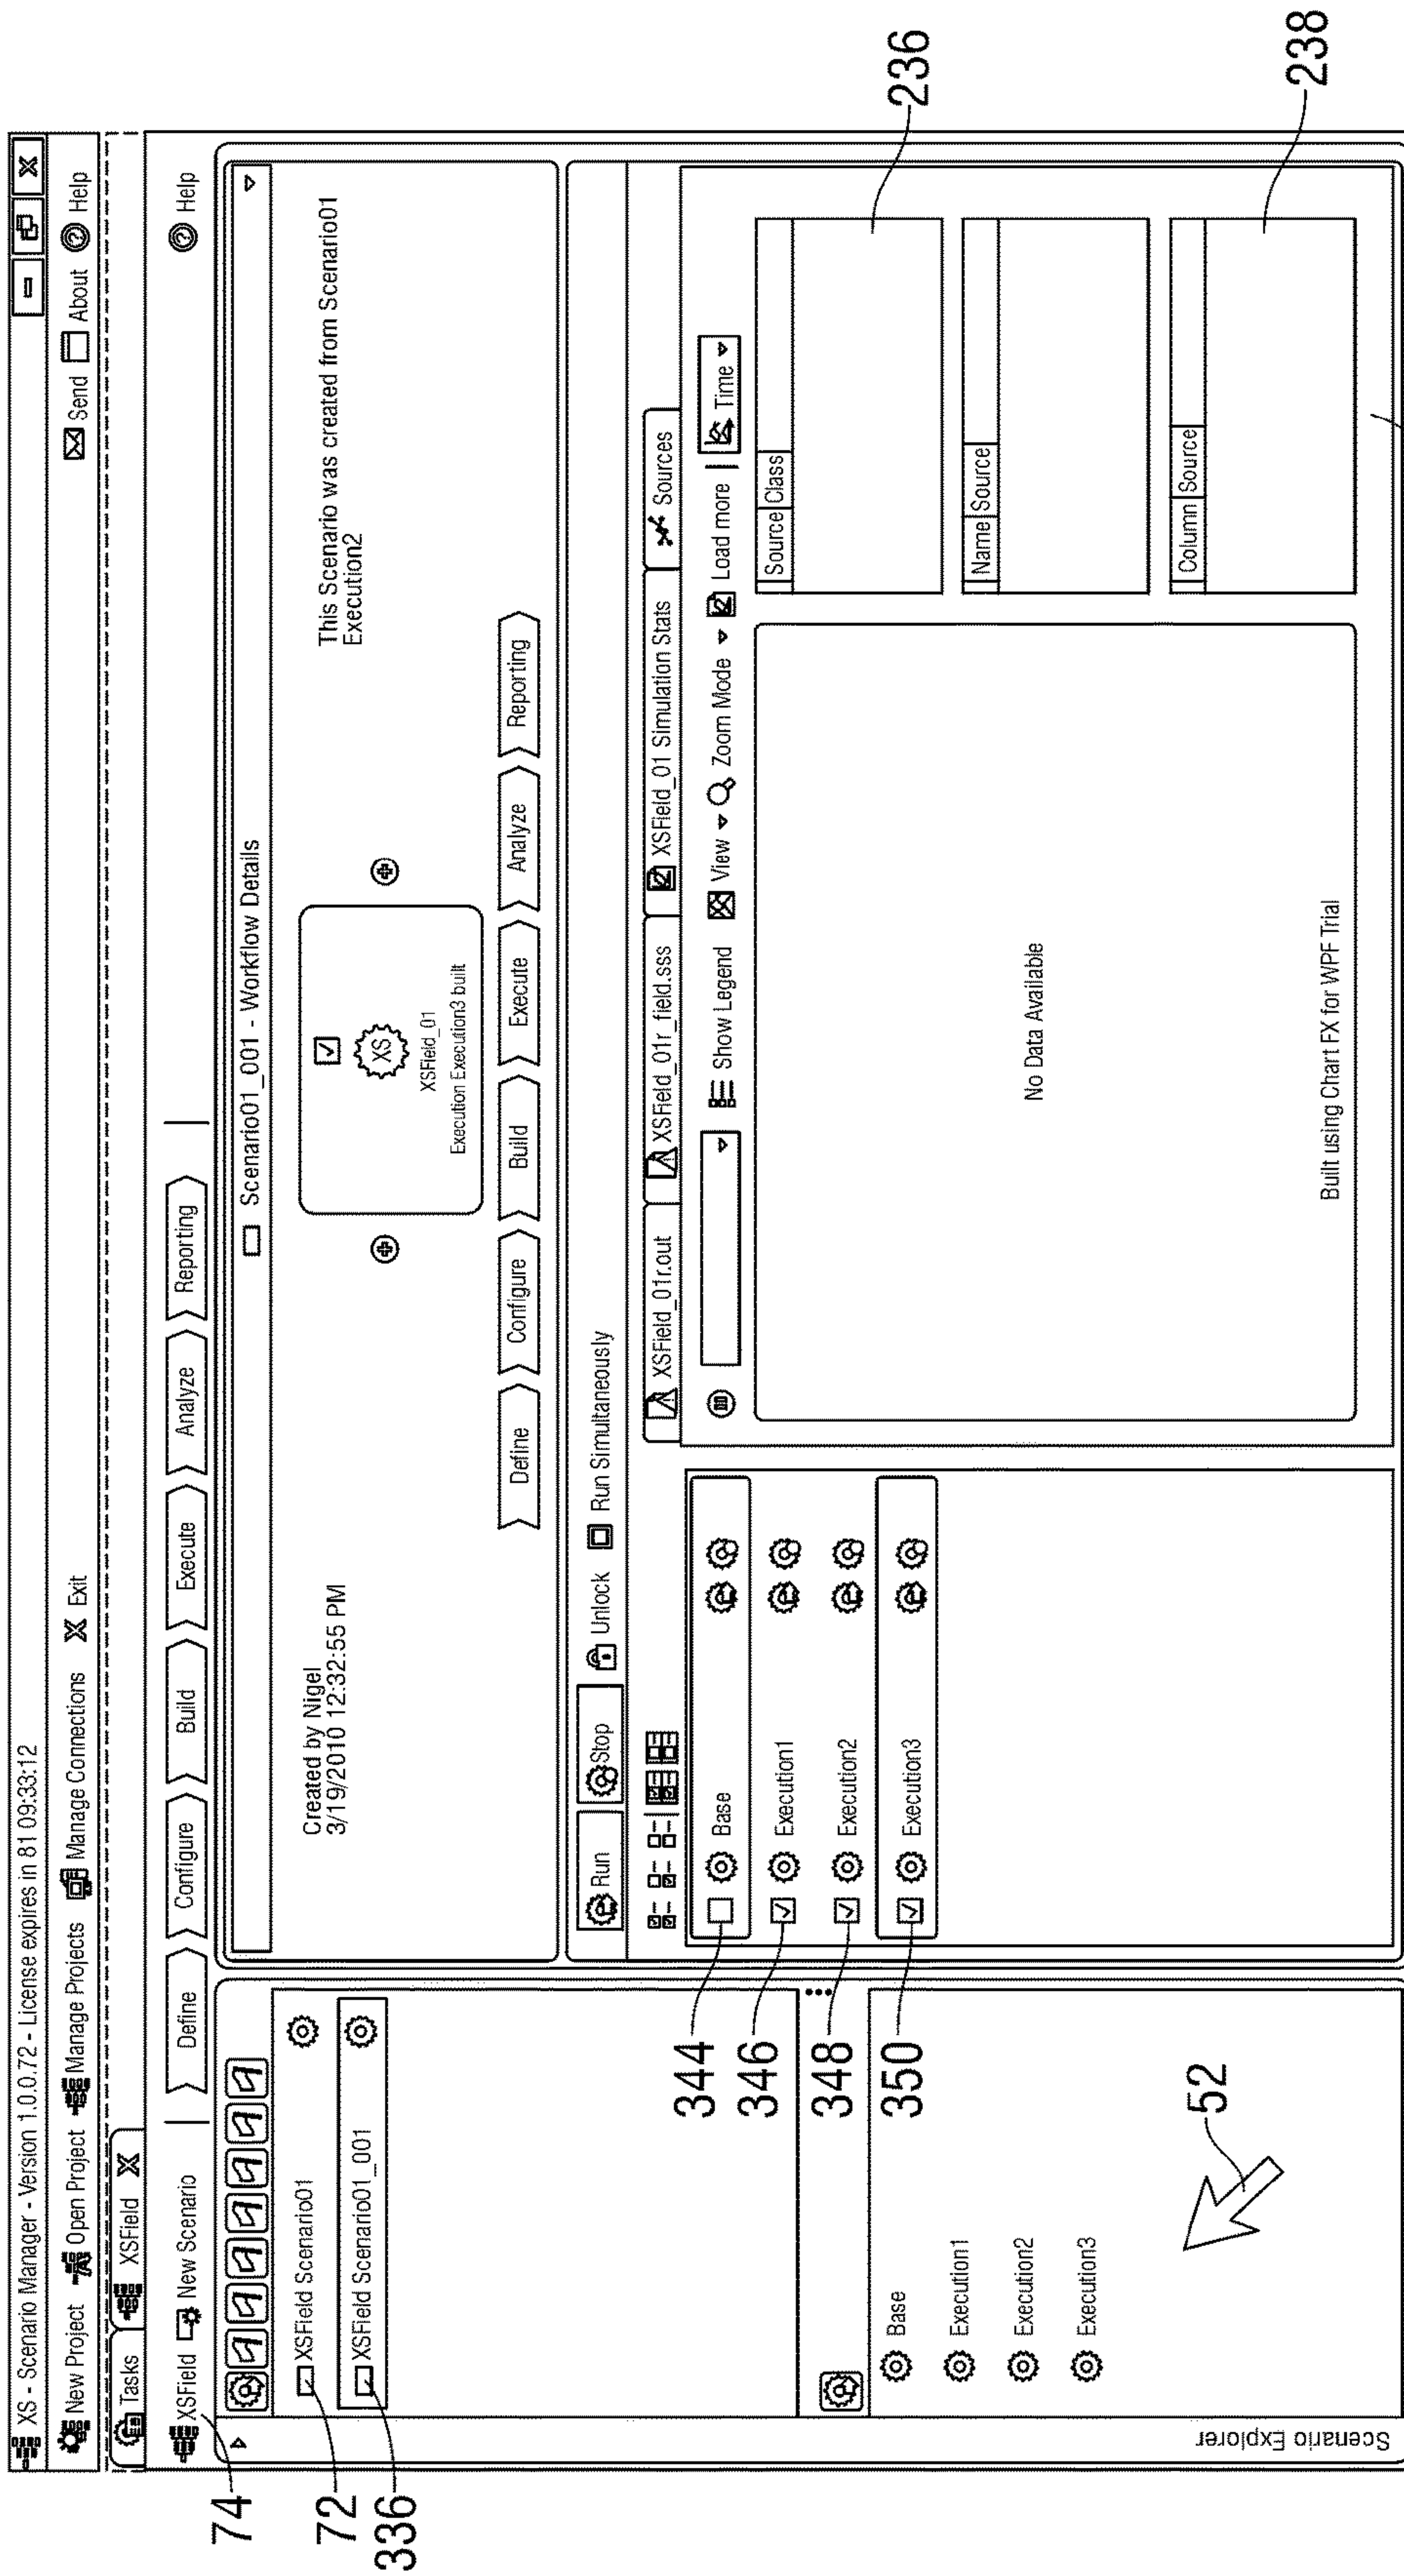 XS - Scenario Manager - Version 1.0.0.72 - License expires in 81 09:33:12
New Project Open Project Manage Projects Manage Connections X Exit Send About Help
Tasks XSField X
XSField New Scenario Define Configure Build Execute Analyze Reporting Help
74
XSField Scenario01
72
XSField Scenario01_001
336
Scenario Explorer
Base
Execution1
Execution2
Execution3
52
Scenario01_001 - Workflow Details
Created by Nigel
3/19/2010 12:32:55 PM
XS
XSField_01
Execution Execution3 built
This Scenario was created from Scenario01
Execution2
Define Configure Build Execute Analyze Reporting
Run Stop Unlock Run Simultaneously
344
Base
346
Execution1
348
Execution2
350
Execution3
XSField_01r.out XSField_01r_field.sss XSField_01 Simulation Stats Sources
Show Legend View Zoom Mode Load more Time
No Data Available
Built using Chart FX for WPF Trial
Source Class
236
Name Source
Column Source
238